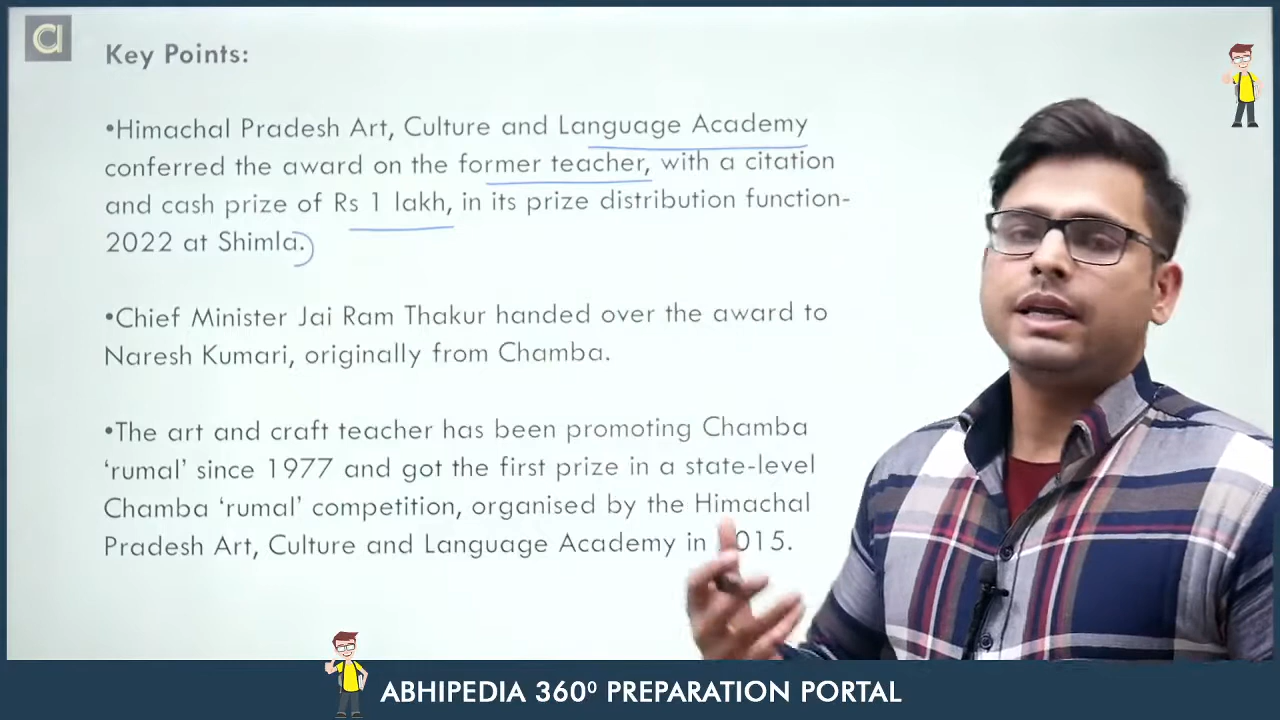 Key Points:
•Himachal Pradesh Art, Culture and Language Academy
conferred the award on the former teacher, with a citation
and cash prize of Rs 1 lakh, in its prize distribution function-
2022 at Shimla.
•Chief Minister Jai Ram Thakur handed over the award to
Naresh Kumari, originally from Chamba.
•The art and craft teacher has been promoting Chamba
‘rumal’ since 1977 and got the first prize in a state-level
Chamba ‘rumal’ competition, organised by the Himachal
Pradesh Art, Culture and Language Academy in 2015.
ABHIPEDIA 360⁰ PREPARATION PORTAL